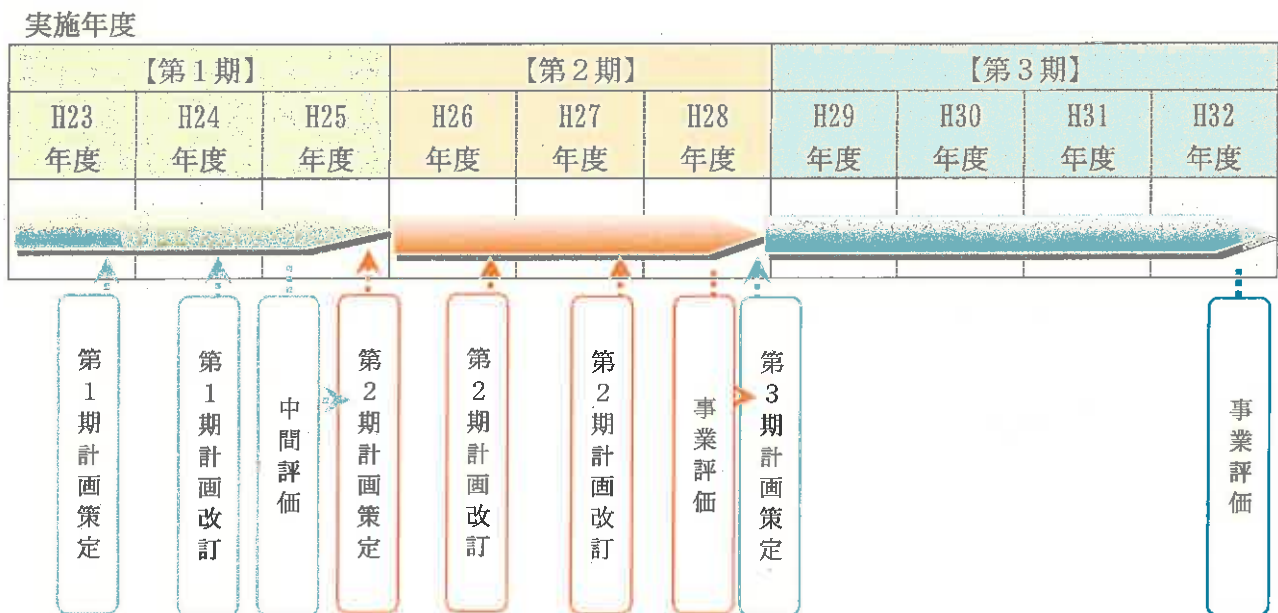 実施年度
【第1期】
【第2期】
【第3期】
H23
年度
H24
年度
H25
年度
H26
年度
H27
年度
H28
年度
H29
年度
H30
年度
H31
年度
H32
年度
第1期計画策定
第1期計画改訂
中間評価
第2期計画策定
第2期計画改訂
第2期計画改訂
事業評価
第3期計画策定
事業評価